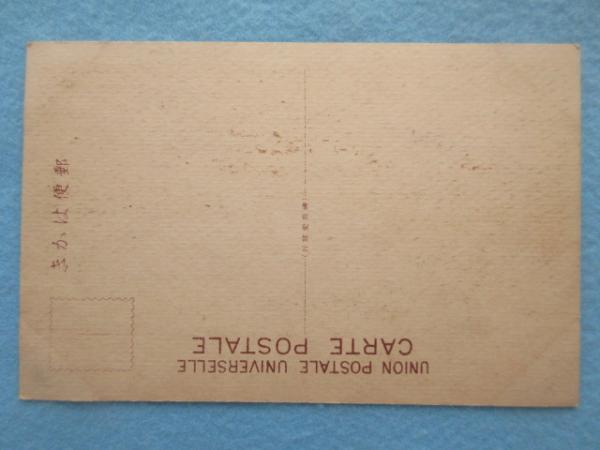 UNION POSTALE UNIVERSELLE
CARTE POSTALE
郵便はかき